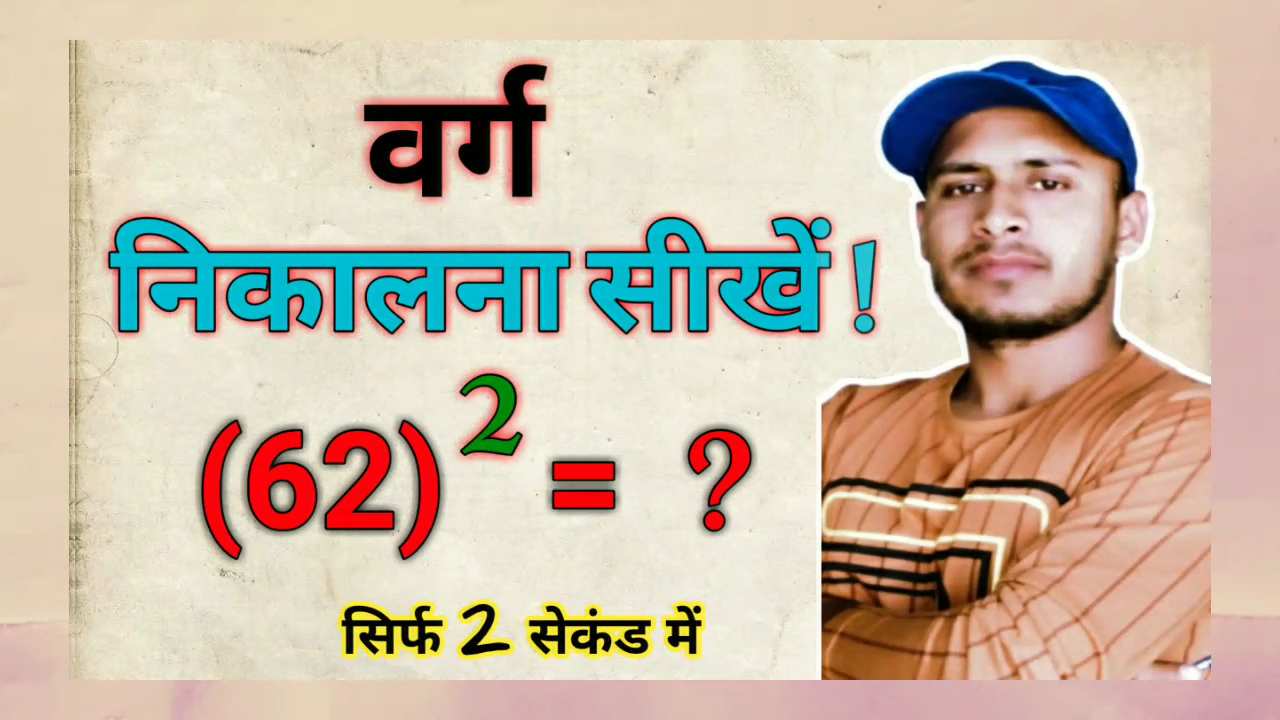 वर्ग
निकालना सीखें !
(62)² = ?
सिर्फ 2 सेकंड में